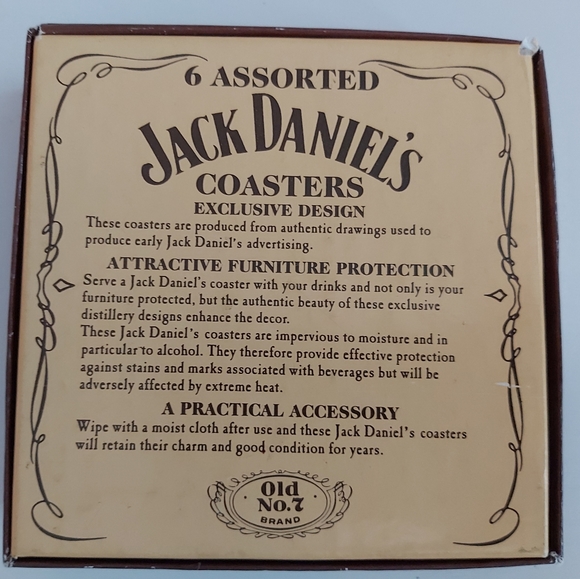 6 ASSORTED
JACK DANIEL'S
COASTERS
EXCLUSIVE DESIGN
These coasters are produced from authentic drawings used to
produce early Jack Daniel's advertising.
ATTRACTIVE FURNITURE PROTECTION
Serve a Jack Daniel's coaster with your drinks and not only is your
furniture protected, but the authentic beauty of these exclusive
distillery designs enhance the decor.
These Jack Daniel's coasters are impervious to moisture and in
particular to alcohol. They therefore provide effective protection
against stains and marks associated with beverages but will be
adversely affected by extreme heat.
A PRACTICAL ACCESSORY
Wipe with a moist cloth after use and these Jack Daniel's coasters
will retain their charm and good condition for years.
Old
No.7
BRAND